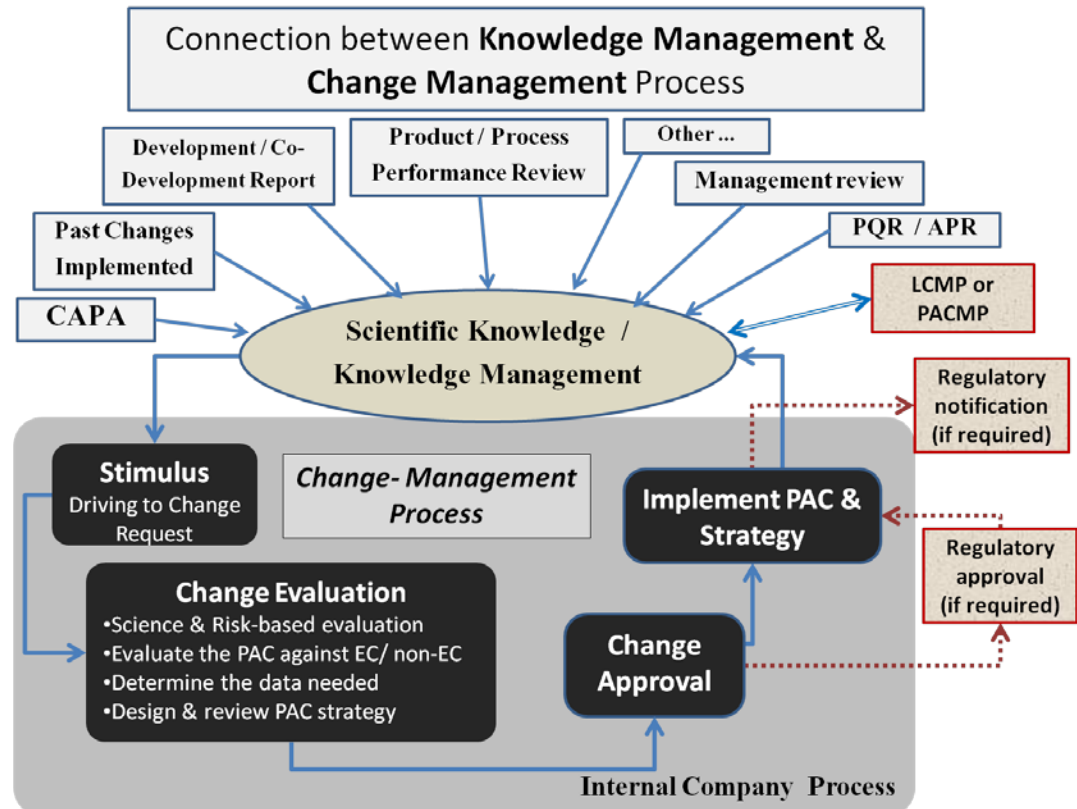 Connection between Knowledge Management &
Change Management Process
Other ...
Product / Process
Performance Review
Development / Co-
Development Report
Management review
Past Changes
Implemented
PQR / APR
CAPA
LCMP or
PACMP
Scientific Knowledge /
Knowledge Management
Regulatory
notification
(if required)
Stimulus
Driving to Change
Request
Change- Management
Process
Implement PAC &
Strategy
Regulatory
approval
(if required)
Change Evaluation
•Science & Risk-based evaluation
•Evaluate the PAC against EC/ non-EC
•Determine the data needed
•Design & review PAC strategy
Change
Approval
Internal Company Process